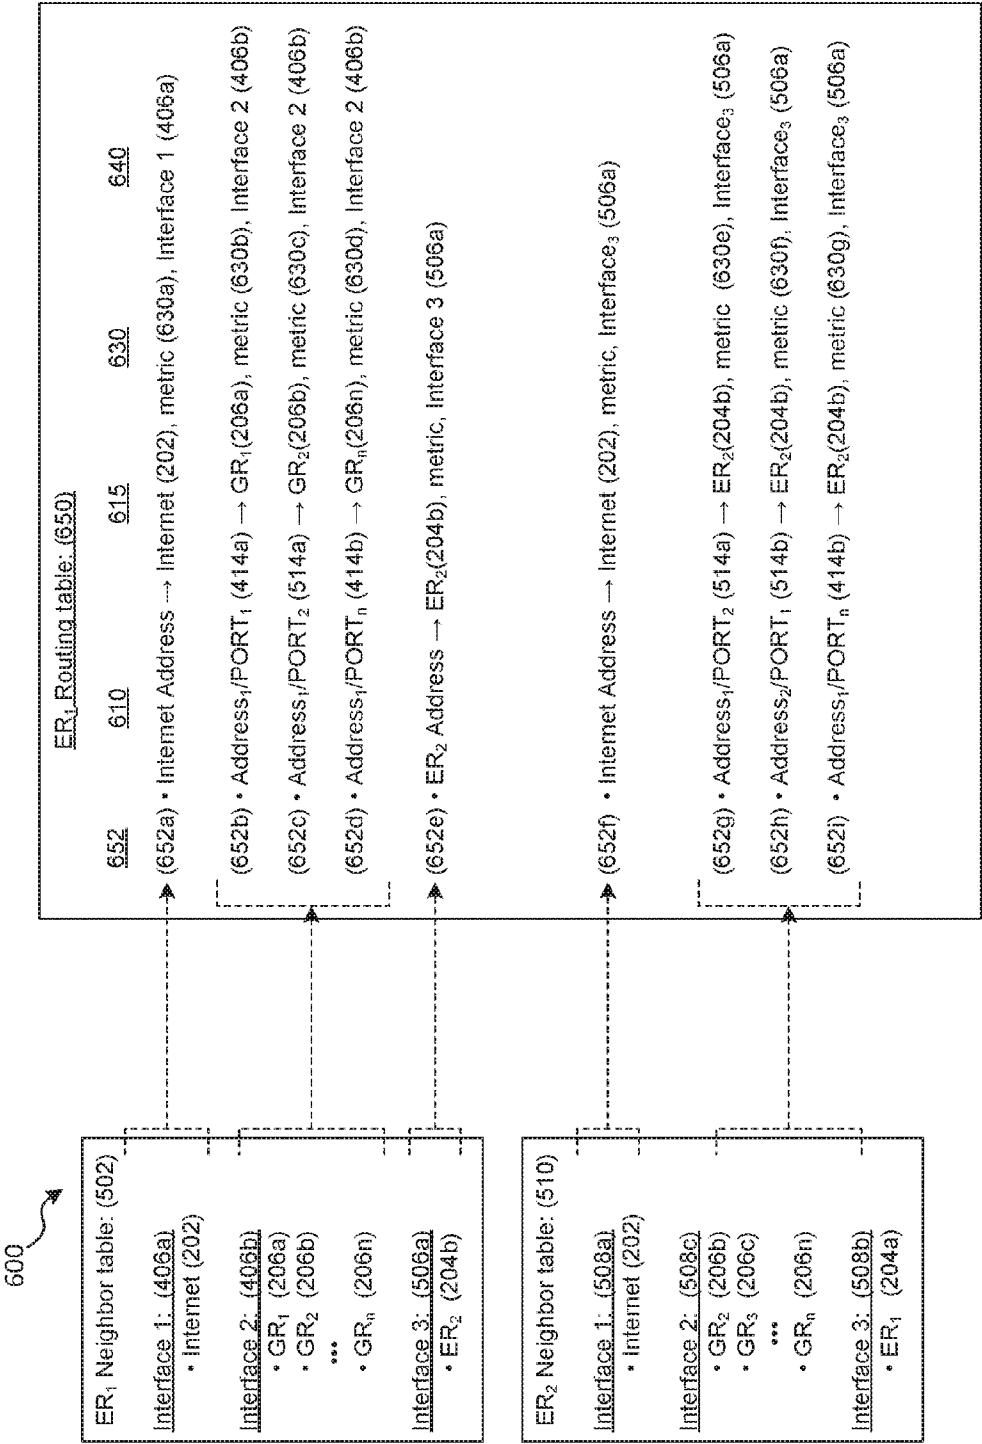 600
ER₁ Neighbor table: (502)
Interface 1: (406a)
• Internet (202)
Interface 2: (406b)
• GR₁ (206a)
• GR₂ (206b)
•••
• GRₙ (206n)
Interface 3: (506a)
• ER₂ (204b)
ER₂ Neighbor table: (510)
Interface 1: (508a)
• Internet (202)
Interface 2: (508c)
• GR₂ (206b)
• GR₃ (206c)
•••
• GRₙ (206n)
Interface 3: (508b)
• ER₁ (204a)
ER₁ Routing table: (650)
652 610 615 630 640
(652a) • Internet Address → Internet (202), metric (630a), Interface 1 (406a)
(652b) • Address₁/PORT₁ (414a) → GR₁(206a), metric (630b), Interface 2 (406b)
(652c) • Address₁/PORT₂ (514a) → GR₂(206b), metric (630c), Interface 2 (406b)
(652d) • Address₁/PORTₙ (414b) → GRₙ(206n), metric (630d), Interface 2 (406b)
(652e) • ER₂ Address → ER₂(204b), metric, Interface 3 (506a)
(652f) • Internet Address → Internet (202), metric, Interface₃ (506a)
(652g) • Address₁/PORT₂ (514a) → ER₂(204b), metric (630e), Interface₃ (506a)
(652h) • Address₂/PORT₁ (514b) → ER₂(204b), metric (630f), Interface₃ (506a)
(652i) • Address₁/PORTₙ (414b) → ER₂(204b), metric (630g), Interface₃ (506a)